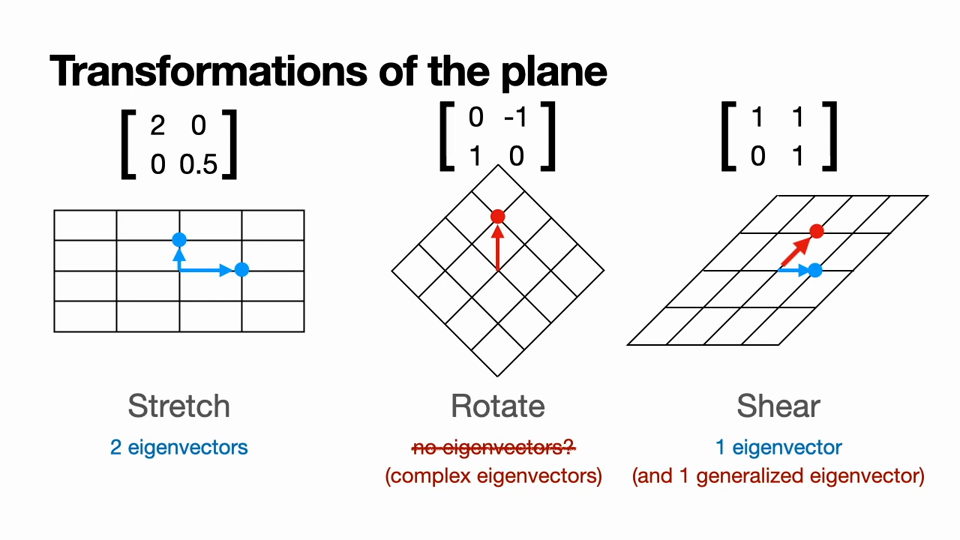 Transformations of the plane
2 0
0 0.5
0 -1
1 0
1 1
0 1
Stretch
2 eigenvectors
Rotate
no eigenvectors?
(complex eigenvectors)
Shear
1 eigenvector
(and 1 generalized eigenvector)